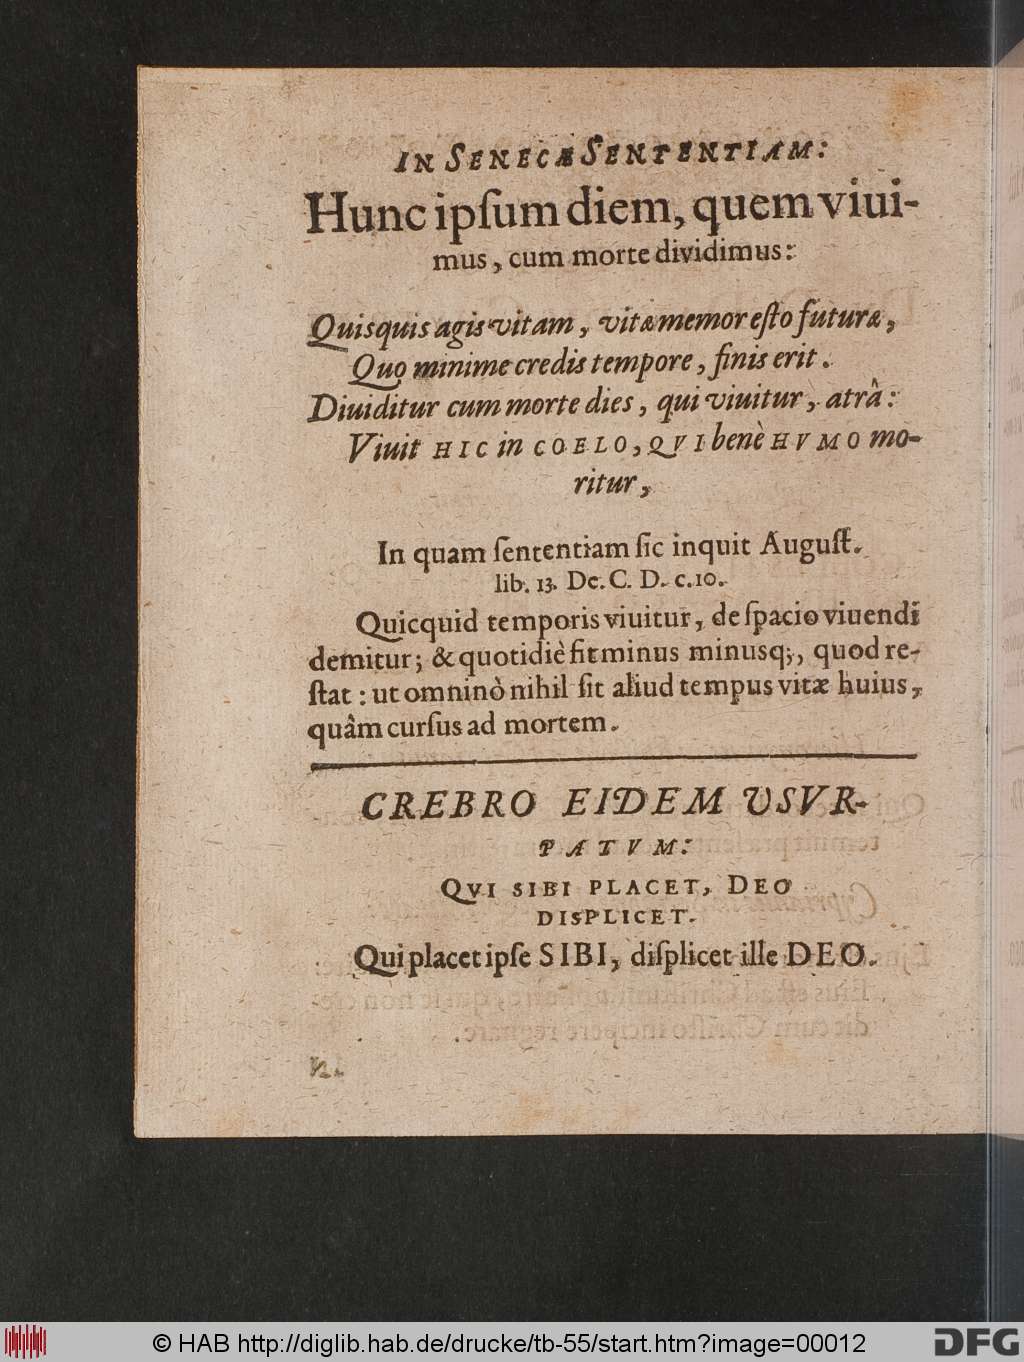 IN SENECÆ SENTENTIAM:
Hunc ipſum diem, quem viui-
mus, cum morte dividimus:
Quisquis agis vitam, vitæ memor eſto futuræ,
Quo minime credis tempore, finis erit.
Diuiditur cum morte dies, qui viuitur, atrâ:
Viuit HIC in COELO, QVI benè HVMO mo-
ritur,
In quam ſententiam ſic inquit Auguſt.
lib. 13. De. C. D. c.10.
Quicquid temporis viuitur, de ſpacio viuendi
demitur; & quotidiè fit minus minusq;, quod re-
ſtat: ut omninò nihil ſit aliud tempus vitæ huius,
quâm curſus ad mortem.
CREBRO EIDEM USVR-
PATVM:
QVI SIBI PLACET, DEO
DISPLICET.
Qui placet ipſe SIBI, diſplicet ille DEO.
© HAB http://diglib.hab.de/drucke/tb-55/start.htm?image=00012
DFG